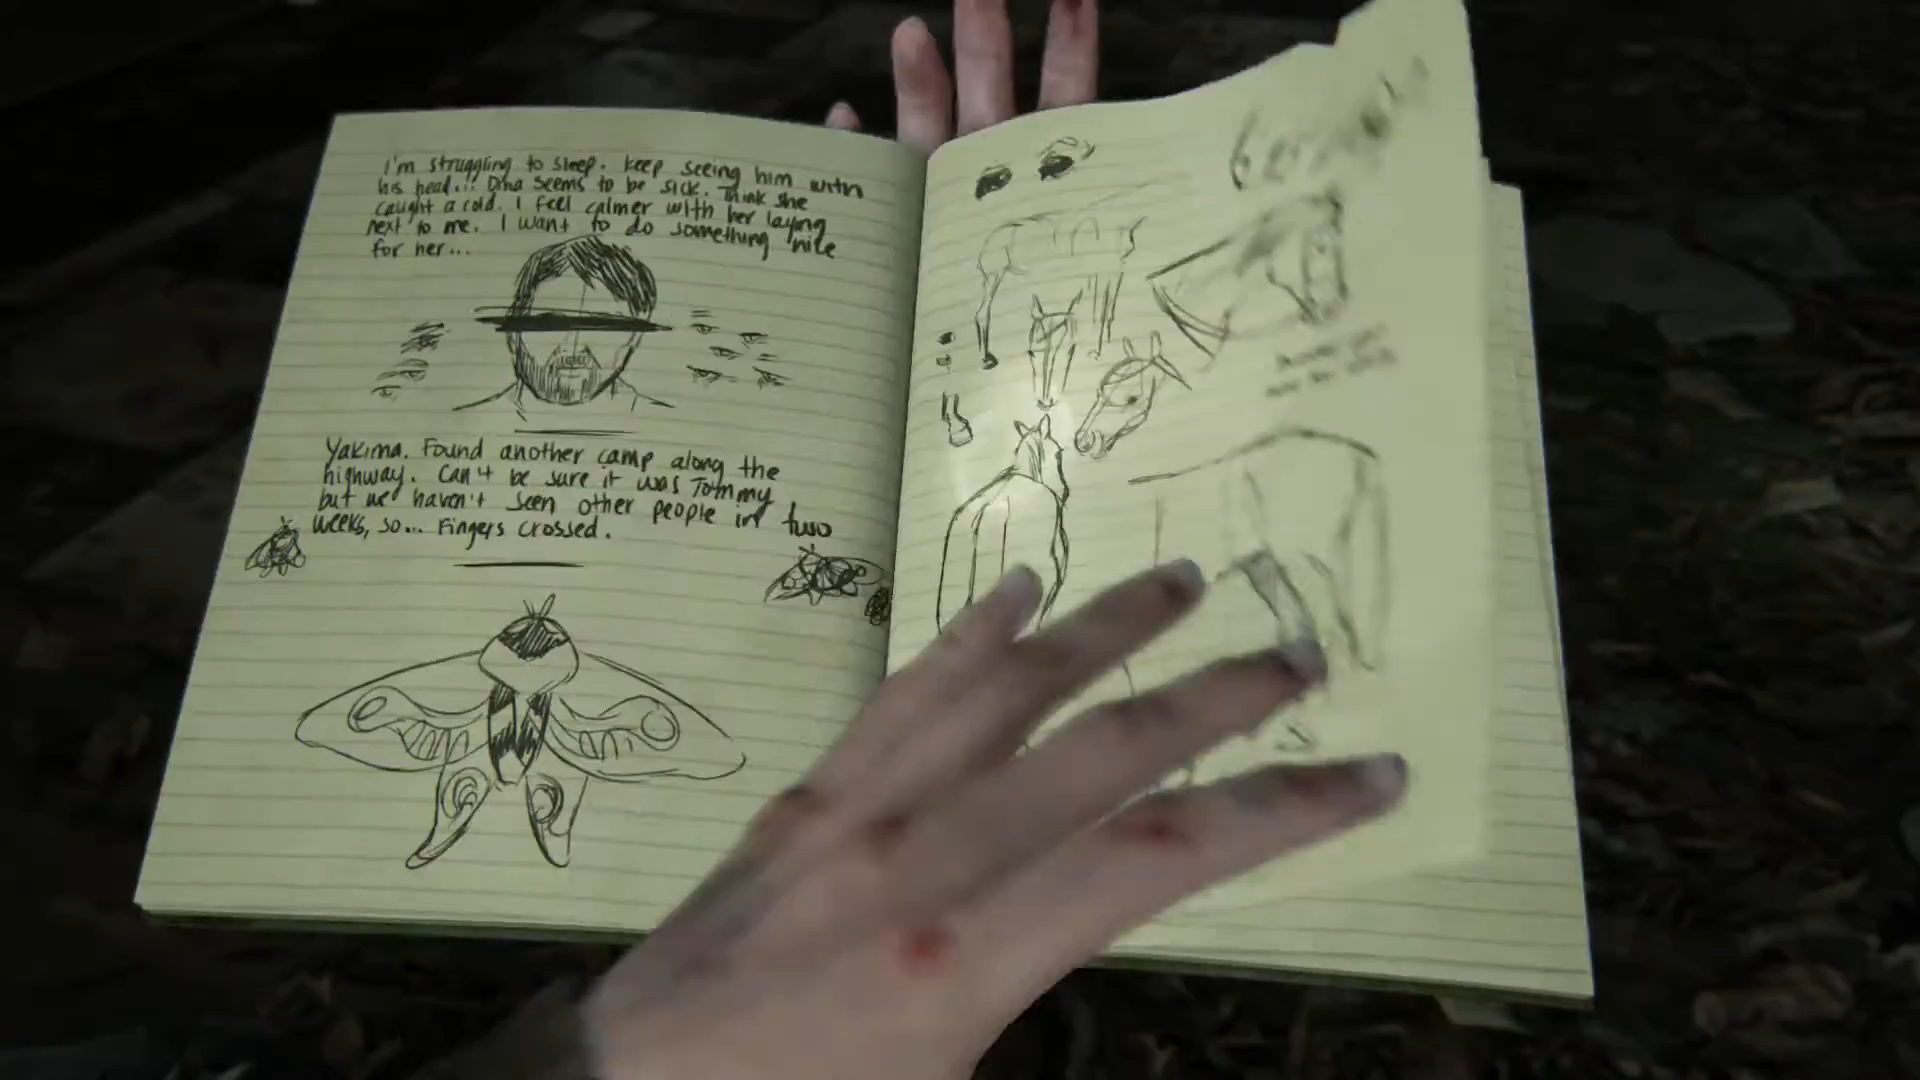 I'm struggling to sleep. Keep seeing him with
his head... Dina seems to be sick. Think she
caught a cold. I feel calmer with her laying
next to me. I want to do something nice
for her...
Yakima. Found another camp along the
highway. Can't be sure it was Tommy
but we haven't seen other people in two
weeks, so... Fingers crossed.